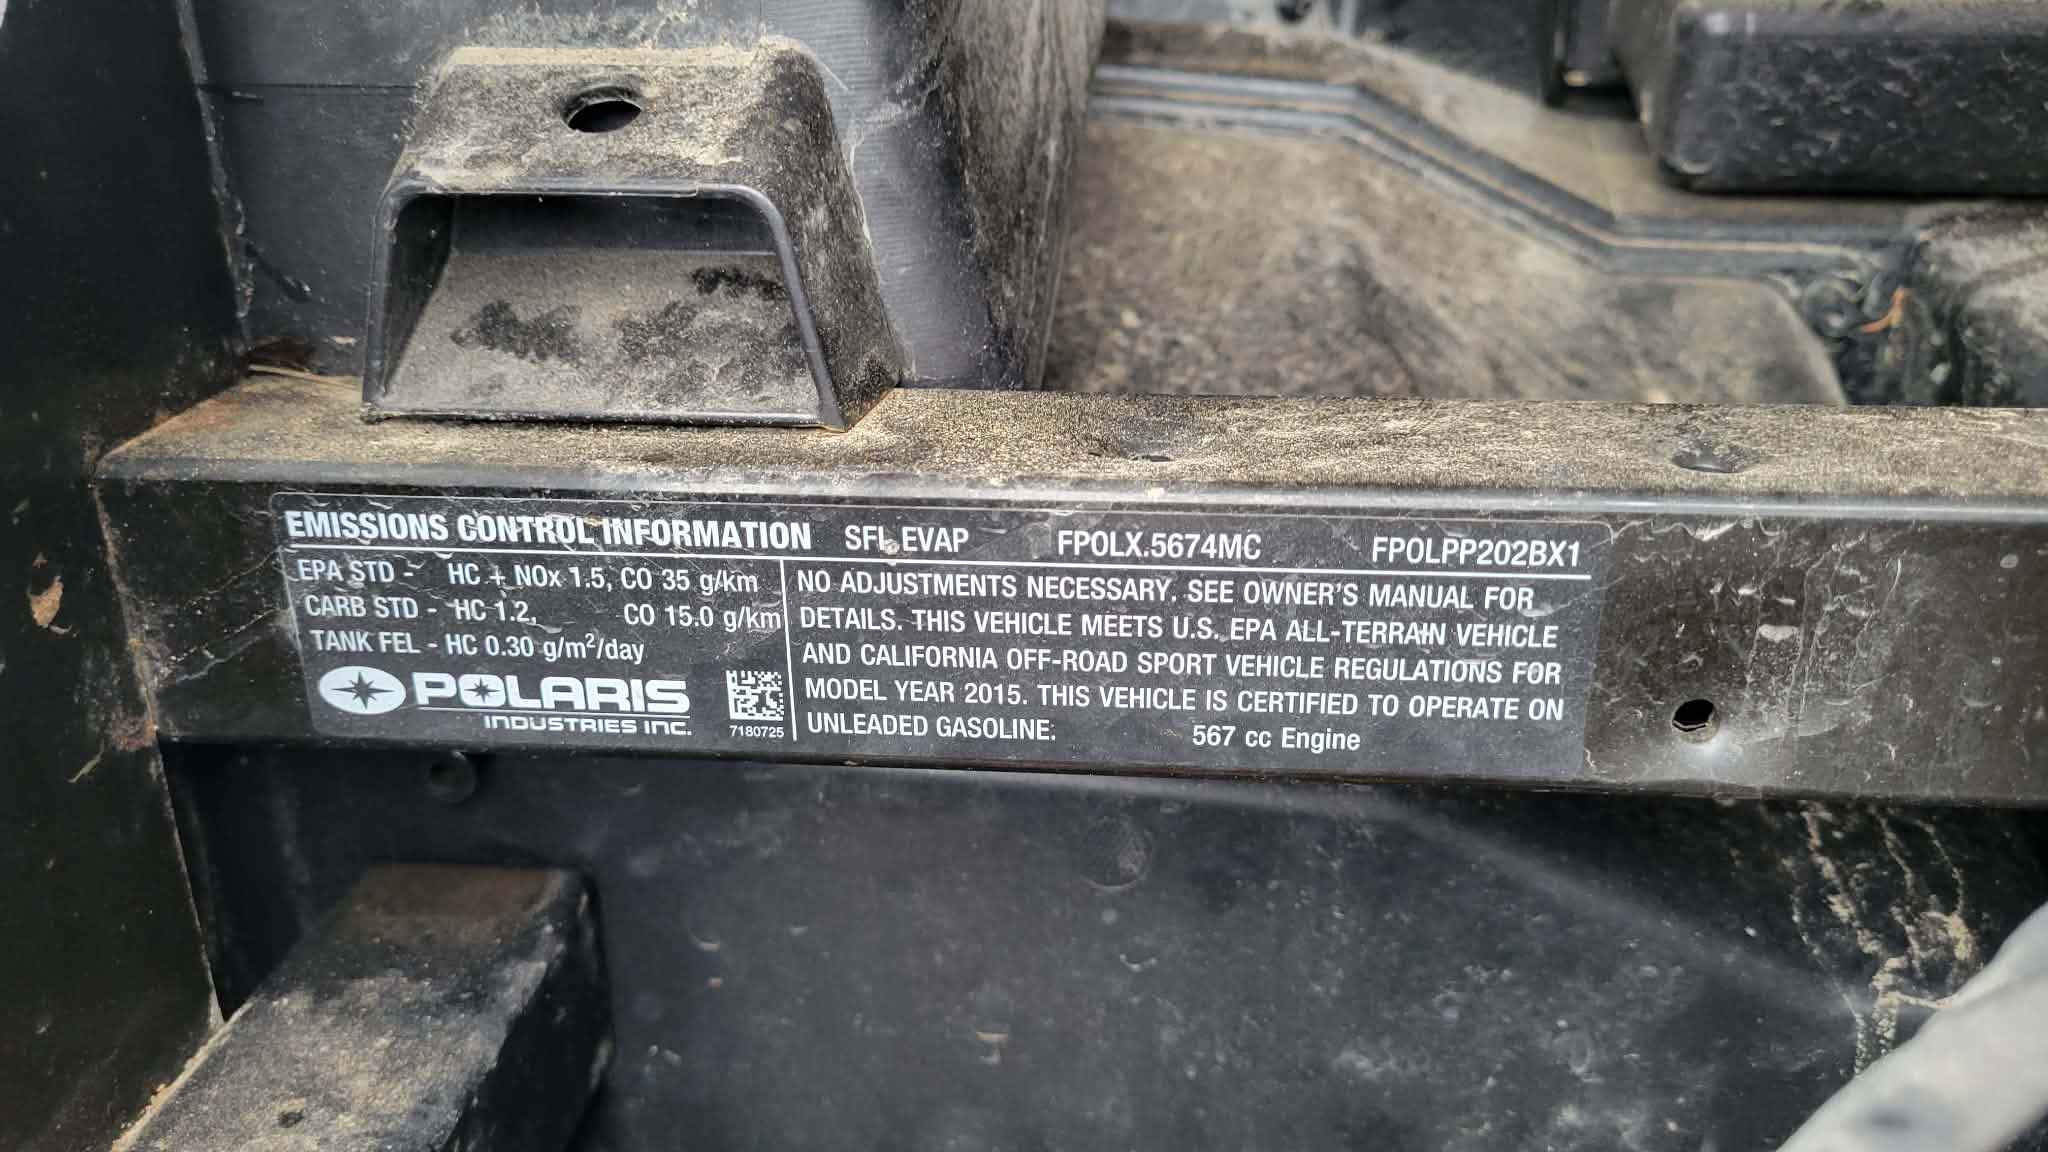 EMISSIONS CONTROL INFORMATION SFI, EVAP FPOLX.5674MC FPOLPP202BX1
EPA STD - HC + NOx 1.5, CO 35 g/km
CARB STD - HC 1.2, CO 15.0 g/km
TANK FEL - HC 0.30 g/m²/day
POLARIS
INDUSTRIES INC.
7180725
NO ADJUSTMENTS NECESSARY. SEE OWNER'S MANUAL FOR
DETAILS. THIS VEHICLE MEETS U.S. EPA ALL-TERRAIN VEHICLE
AND CALIFORNIA OFF-ROAD SPORT VEHICLE REGULATIONS FOR
MODEL YEAR 2015. THIS VEHICLE IS CERTIFIED TO OPERATE ON
UNLEADED GASOLINE. 567 cc Engine